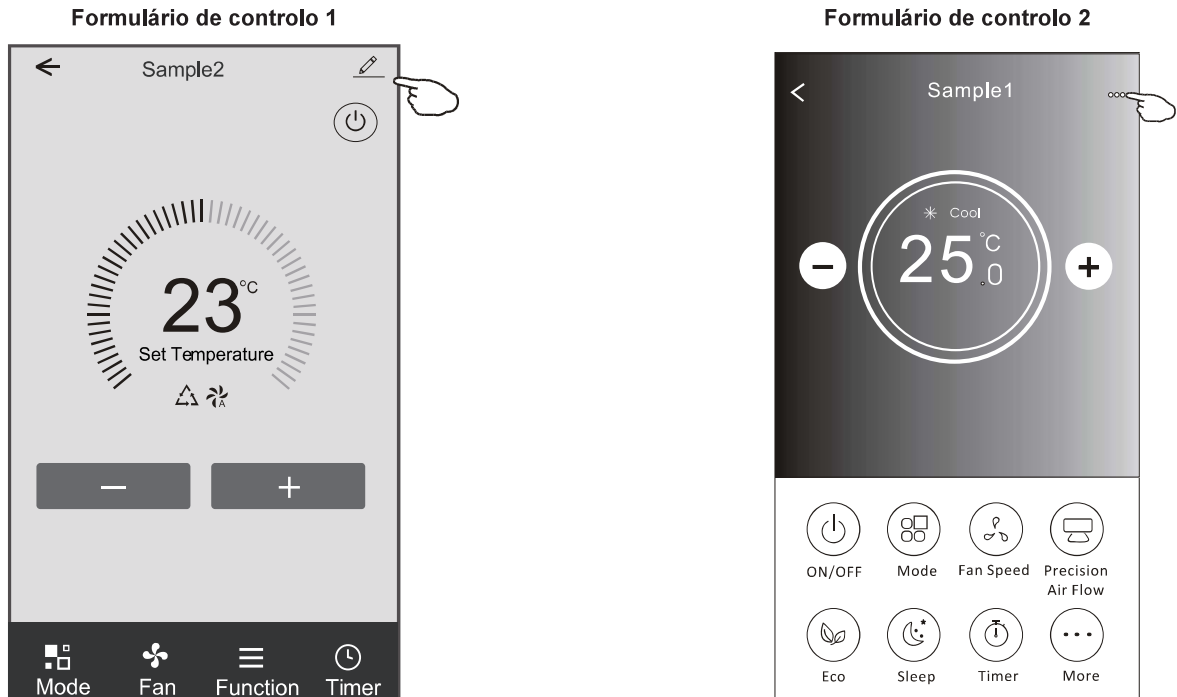 Formulário de controlo 1
Sample2
23°C
Set Temperature
A
Mode Fan Function Timer
Formulário de controlo 2
Sample1
Cool
25.0°C
ON/OFF Mode Fan Speed Precision
Air Flow
Eco Sleep Timer More